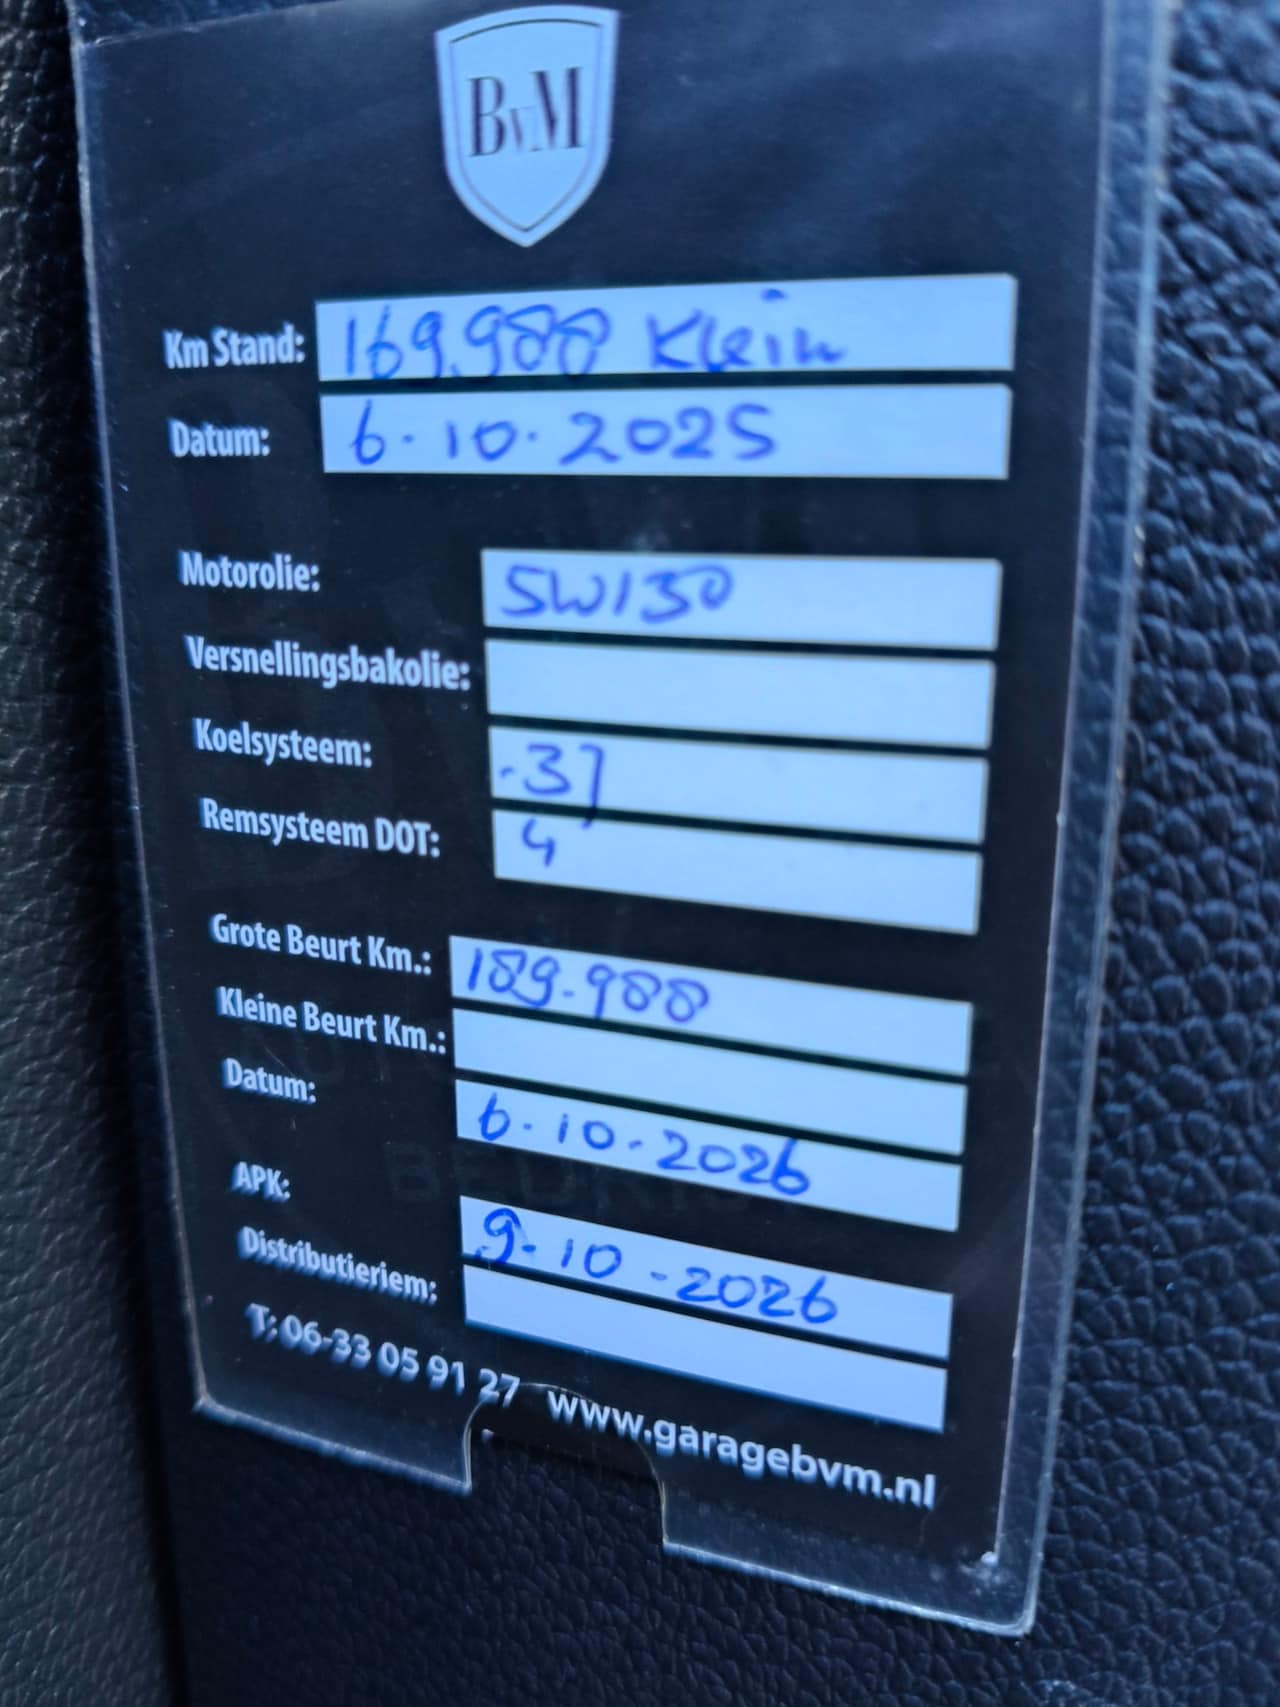 BvM
Km Stand: 169.988 Klein
Datum: 6-10-2025
Motorolie: 5W130
Versnellingsbakolie:
Koelsysteem: -37
Remsysteem DOT: 4
Grote Beurt Km.: 189.988
Kleine Beurt Km.:
Datum: 6-10-2026
APK: 9-10-2026
Distributieriem:
T: 06-33 05 91 27 www.garagebvm.nl